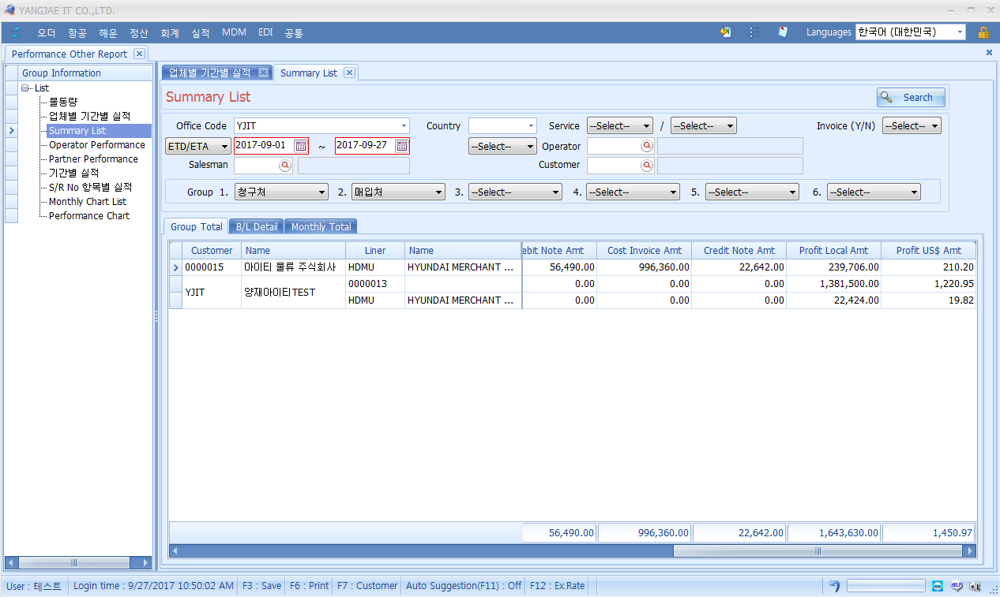 YANGJAE IT CO.,LTD.
오더 항공 해운 정산 회계 실적 MDM EDI 공통 Languages 한국어 (대한민국)
Performance Other Report
Group Information
List
물동량
업체별 기간별 실적
Summary List
Operator Performance
Partner Performance
기간별 실적
S/R No 항목별 실적
Monthly Chart List
Performance Chart
업체별 기간별 실적 Summary List
Summary List Search
Office Code YJIT Country Service --Select-- / --Select-- Invoice (Y/N) --Select--
ETD/ETA 2017-09-01 ~ 2017-09-27 --Select-- Operator
Salesman Customer
Group 1. 청구처 2. 매입처 3. --Select-- 4. --Select-- 5. --Select-- 6. --Select--
Group Total B/L Detail Monthly Total
Customer Name Liner Name ebit Note Amt Cost Invoice Amt Credit Note Amt Profit Local Amt Profit US$ Amt
0000015 아이티 물류 주식회사 HDMU HYUNDAI MERCHANT ... 56,490.00 996,360.00 22,642.00 239,706.00 210.20
YJIT 양재아이티TEST 0000013 0.00 0.00 0.00 1,381,500.00 1,220.95
HDMU HYUNDAI MERCHANT ... 0.00 0.00 0.00 22,424.00 19.82
56,490.00 996,360.00 22,642.00 1,643,630.00 1,450.97
User : 테스트 Login time : 9/27/2017 10:50:02 AM F3 : Save F6 : Print F7 : Customer Auto Suggestion(F11) : Off F12 : Ex.Rate HELP